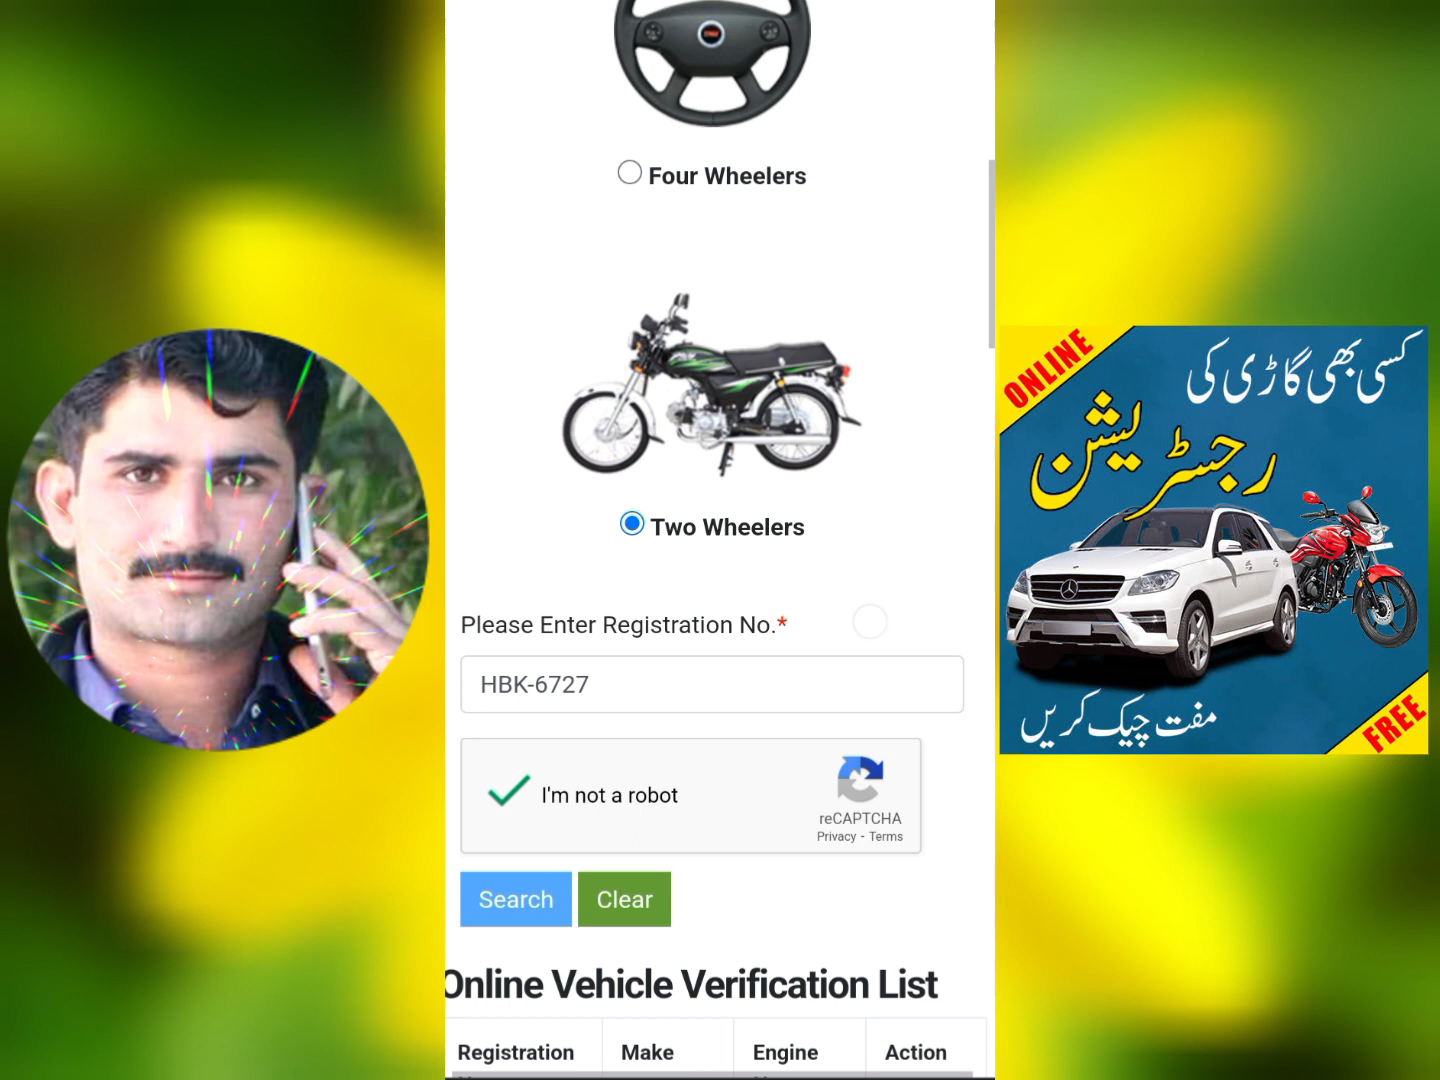 Four Wheelers
Two Wheelers
Please Enter Registration No.*
HBK-6727
I'm not a robot
reCAPTCHA
Privacy - Terms
Search Clear
Online Vehicle Verification List
Registration Make Engine Action
ONLINE
کسی بھی گاڑی کی
رجسٹریشن
مفت چیک کریں
FREE